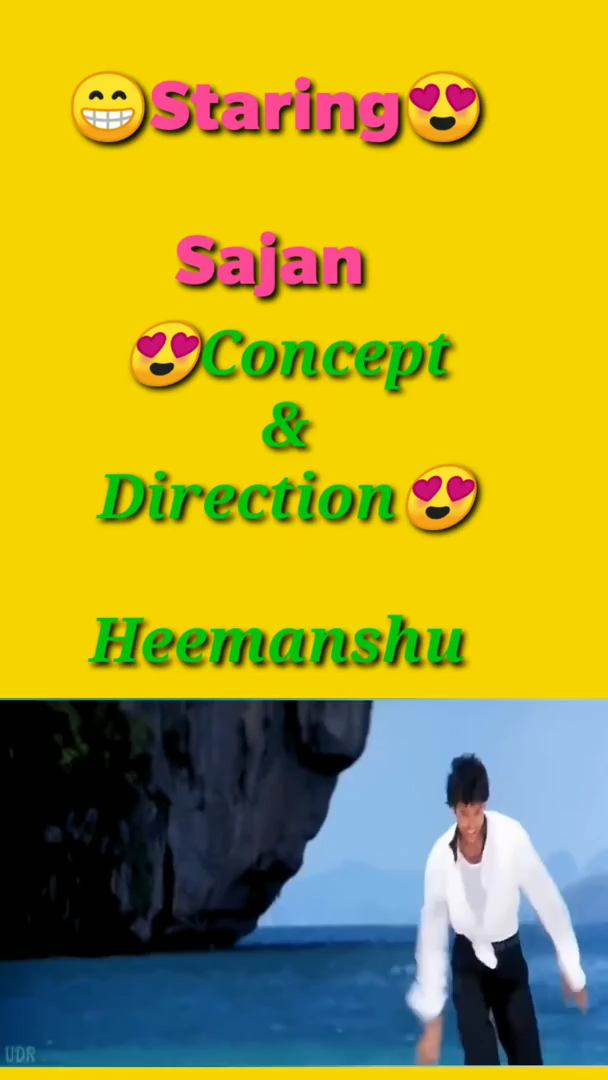 😁Staring😍
Sajan
😍Concept
&
Direction😍
Heemanshu
UDR